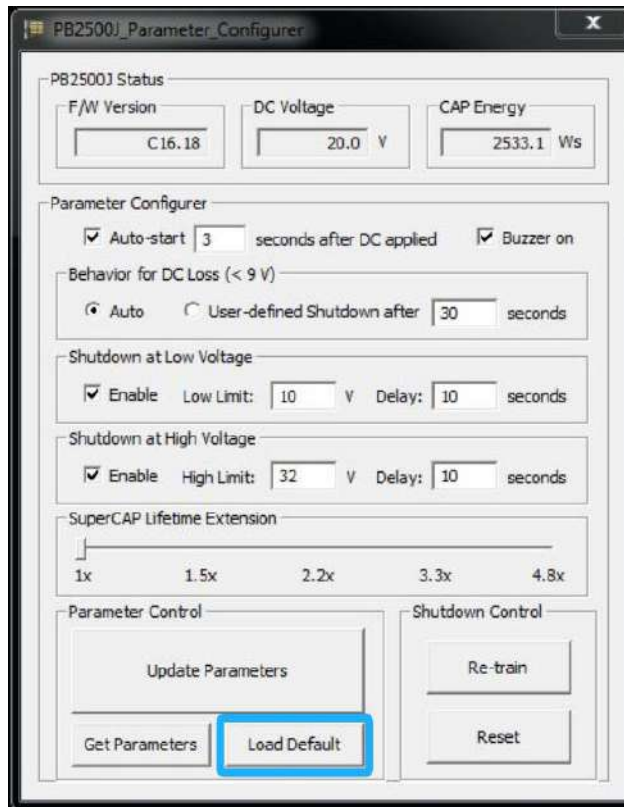 PB2500J_Parameter_Configurer
x
PB2500J Status
F/W Version
DC Voltage
CAP Energy
C16.18
20.0 V
2533.1 Ws
Parameter Configurer
Auto-start 3 seconds after DC applied
Buzzer on
Behavior for DC Loss (< 9 V)
Auto
User-defined Shutdown after 30 seconds
Shutdown at Low Voltage
Enable Low Limit: 10 V Delay: 10 seconds
Shutdown at High Voltage
Enable High Limit: 32 V Delay: 10 seconds
SuperCAP Lifetime Extension
1x 1.5x 2.2x 3.3x 4.8x
Parameter Control
Shutdown Control
Update Parameters
Re-train
Get Parameters
Load Default
Reset